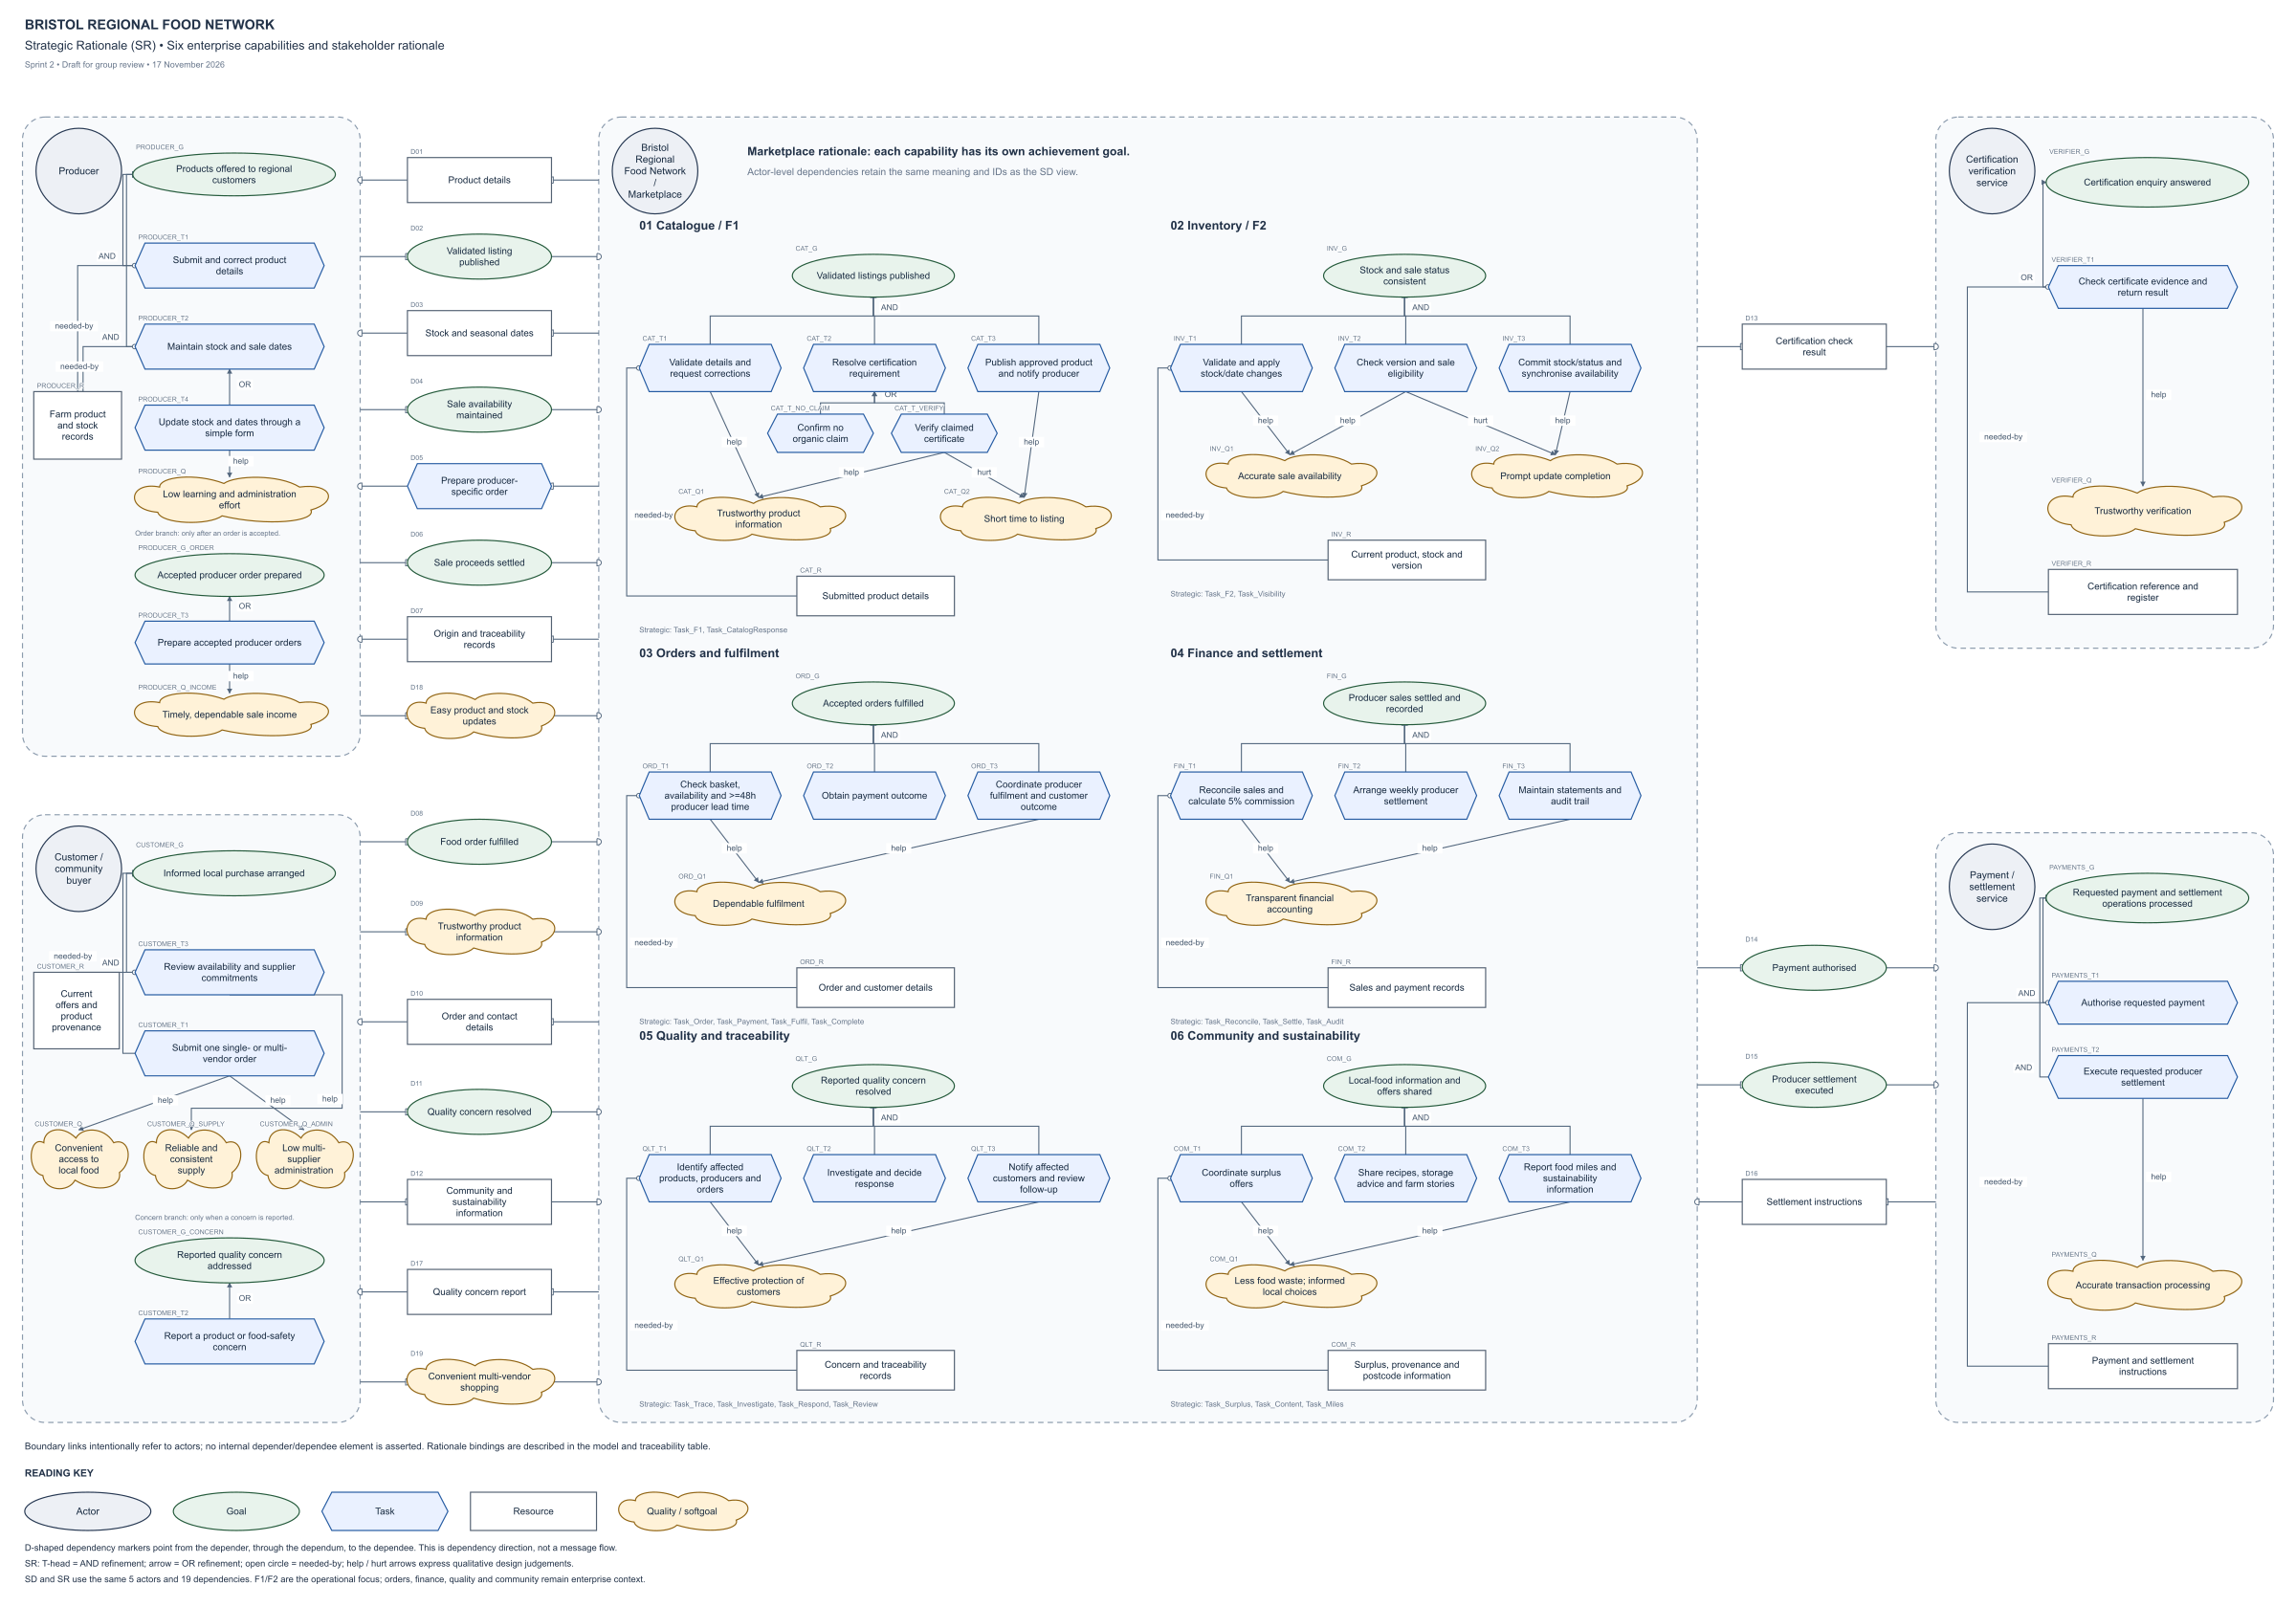 BRISTOL REGIONAL FOOD NETWORK
Strategic Rationale (SR) • Six enterprise capabilities and stakeholder rationale
Sprint 2 • Draft for group review • 17 November 2026
Producer
PRODUCER_G
Products offered to regional
customers
PRODUCER_T1
AND
Submit and correct product
details
needed-by
PRODUCER_T2
AND
Maintain stock and sale dates
needed-by
OR
PRODUCER_R
Farm product
and stock
records
PRODUCER_T4
Update stock and dates through a
simple form
help
PRODUCER_Q
Low learning and administration
effort
Order branch: only after an order is accepted.
PRODUCER_G_ORDER
Accepted producer order prepared
OR
PRODUCER_T3
Prepare accepted producer orders
help
PRODUCER_Q_INCOME
Timely, dependable sale income
Customer /
community
buyer
CUSTOMER_G
Informed local purchase arranged
CUSTOMER_T3
needed-by
AND
CUSTOMER_R
Review availability and supplier
commitments
Current
offers and
product
provenance
CUSTOMER_T1
Submit one single- or multi-
vendor order
help
help
help
CUSTOMER_Q
CUSTOMER_Q_SUPPLY
CUSTOMER_Q_ADMIN
Convenient
access to
local food
Reliable and
consistent
supply
Low multi-
supplier
administration
Concern branch: only when a concern is reported.
CUSTOMER_G_CONCERN
Reported quality concern
addressed
OR
CUSTOMER_T2
Report a product or food-safety
concern
D01
Product details
D02
Validated listing
published
D03
Stock and seasonal dates
D04
Sale availability
maintained
D05
Prepare producer-
specific order
D06
Sale proceeds settled
D07
Origin and traceability
records
D18
Easy product and stock
updates
D08
Food order fulfilled
D09
Trustworthy product
information
D10
Order and contact
details
D11
Quality concern resolved
D12
Community and
sustainability
information
D17
Quality concern report
D19
Convenient multi-vendor
shopping
Bristol
Regional
Food Network
/
Marketplace
Marketplace rationale: each capability has its own achievement goal.
Actor-level dependencies retain the same meaning and IDs as the SD view.
01 Catalogue / F1
CAT_G
Validated listings published
AND
CAT_T1
Validate details and
request corrections
CAT_T2
Resolve certification
requirement
CAT_T3
Publish approved product
and notify producer
OR
CAT_T_NO_CLAIM
Confirm no
organic claim
CAT_T_VERIFY
Verify claimed
certificate
help
help
help
hurt
CAT_Q1
Trustworthy product
information
CAT_Q2
Short time to listing
needed-by
CAT_R
Submitted product details
Strategic: Task_F1, Task_CatalogResponse
02 Inventory / F2
INV_G
Stock and sale status
consistent
AND
INV_T1
Validate and apply
stock/date changes
INV_T2
Check version and sale
eligibility
INV_T3
Commit stock/status and
synchronise availability
help
help
hurt
help
INV_Q1
Accurate sale availability
INV_Q2
Prompt update completion
needed-by
INV_R
Current product, stock and
version
Strategic: Task_F2, Task_Visibility
03 Orders and fulfilment
ORD_G
Accepted orders fulfilled
AND
ORD_T1
Check basket,
availability and >=48h
producer lead time
ORD_T2
Obtain payment outcome
ORD_T3
Coordinate producer
fulfilment and customer
outcome
help
help
ORD_Q1
Dependable fulfilment
needed-by
ORD_R
Order and customer details
Strategic: Task_Order, Task_Payment, Task_Fulfil, Task_Complete
04 Finance and settlement
FIN_G
Producer sales settled and
recorded
AND
FIN_T1
Reconcile sales and
calculate 5% commission
FIN_T2
Arrange weekly producer
settlement
FIN_T3
Maintain statements and
audit trail
help
help
FIN_Q1
Transparent financial
accounting
needed-by
FIN_R
Sales and payment records
Strategic: Task_Reconcile, Task_Settle, Task_Audit
05 Quality and traceability
QLT_G
Reported quality concern
resolved
AND
QLT_T1
Identify affected
products, producers and
orders
QLT_T2
Investigate and decide
response
QLT_T3
Notify affected
customers and review
follow-up
help
help
QLT_Q1
Effective protection of
customers
needed-by
QLT_R
Concern and traceability
records
Strategic: Task_Trace, Task_Investigate, Task_Respond, Task_Review
06 Community and sustainability
COM_G
Local-food information and
offers shared
AND
COM_T1
Coordinate surplus
offers
COM_T2
Share recipes, storage
advice and farm stories
COM_T3
Report food miles and
sustainability
information
help
help
COM_Q1
Less food waste; informed
local choices
needed-by
COM_R
Surplus, provenance and
postcode information
Strategic: Task_Surplus, Task_Content, Task_Miles
D13
Certification check
result
D14
Payment authorised
D15
Producer settlement
executed
D16
Settlement instructions
Certification
verification
service
VERIFIER_G
Certification enquiry answered
VERIFIER_T1
OR
Check certificate evidence and
return result
help
needed-by
VERIFIER_Q
Trustworthy verification
VERIFIER_R
Certification reference and
register
Payment /
settlement
service
PAYMENTS_G
Requested payment and settlement
operations processed
PAYMENTS_T1
AND
Authorise requested payment
PAYMENTS_T2
AND
Execute requested producer
settlement
help
needed-by
PAYMENTS_Q
Accurate transaction processing
PAYMENTS_R
Payment and settlement
instructions
Boundary links intentionally refer to actors; no internal depender/dependee element is asserted. Rationale bindings are described in the model and traceability table.
READING KEY
Actor
Goal
Task
Resource
Quality / softgoal
D-shaped dependency markers point from the depender, through the dependum, to the dependee. This is dependency direction, not a message flow.
SR: T-head = AND refinement; arrow = OR refinement; open circle = needed-by; help / hurt arrows express qualitative design judgements.
SD and SR use the same 5 actors and 19 dependencies. F1/F2 are the operational focus; orders, finance, quality and community remain enterprise context.